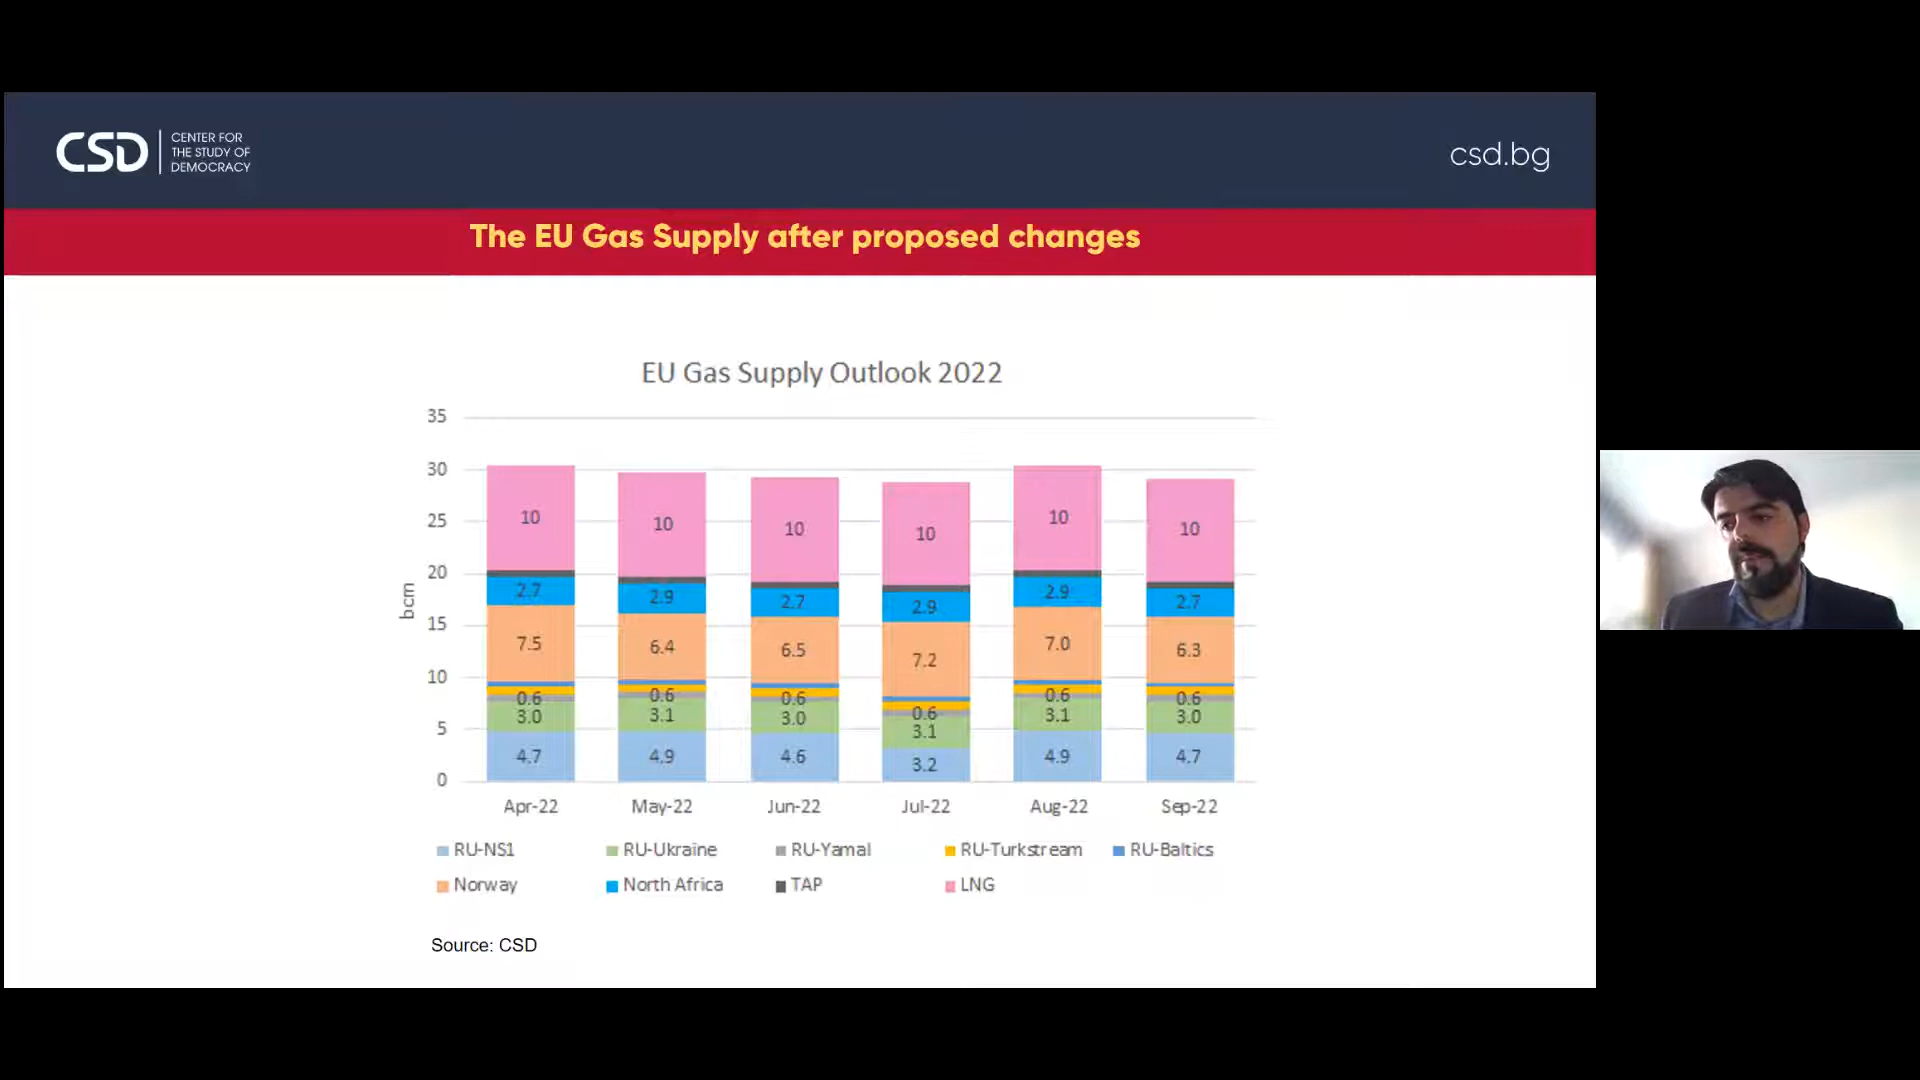 CSD
CENTER FOR
THE STUDY OF
DEMOCRACY
csd.bg
The EU Gas Supply after proposed changes
EU Gas Supply Outlook 2022
bcm
35
30
25
20
15
10
5
0
10 10 10 10 10 10
2.7 2.9 2.7 2.9 2.9 2.7
7.5 6.4 6.5 7.2 7.0 6.3
0.6 0.6 0.6 0.6 0.6 0.6
3.0 3.1 3.0 3.1 3.1 3.0
4.7 4.9 4.6 3.2 4.9 4.7
Apr-22 May-22 Jun-22 Jul-22 Aug-22 Sep-22
RU-NS1 RU-Ukraine RU-Yamal RU-Turkstream RU-Baltics
Norway North Africa TAP LNG
Source: CSD